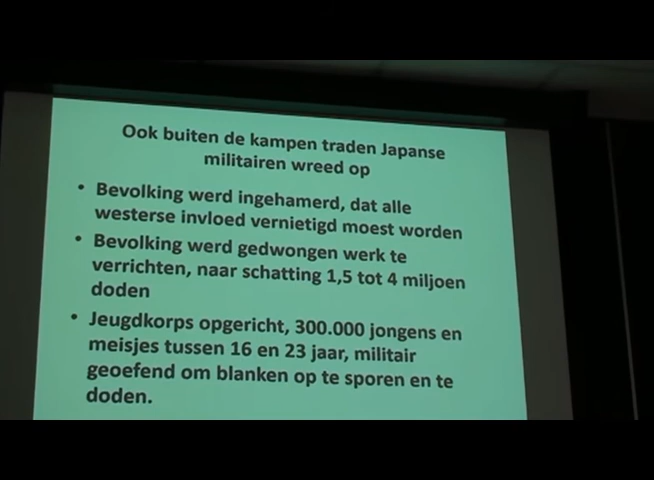 Ook buiten de kampen traden Japanse
militairen wreed op
• Bevolking werd ingehamerd, dat alle
westerse invloed vernietigd moest worden
• Bevolking werd gedwongen werk te
verrichten, naar schatting 1,5 tot 4 miljoen
doden
• Jeugdkorps opgericht, 300.000 jongens en
meisjes tussen 16 en 23 jaar, militair
geoefend om blanken op te sporen en te
doden.